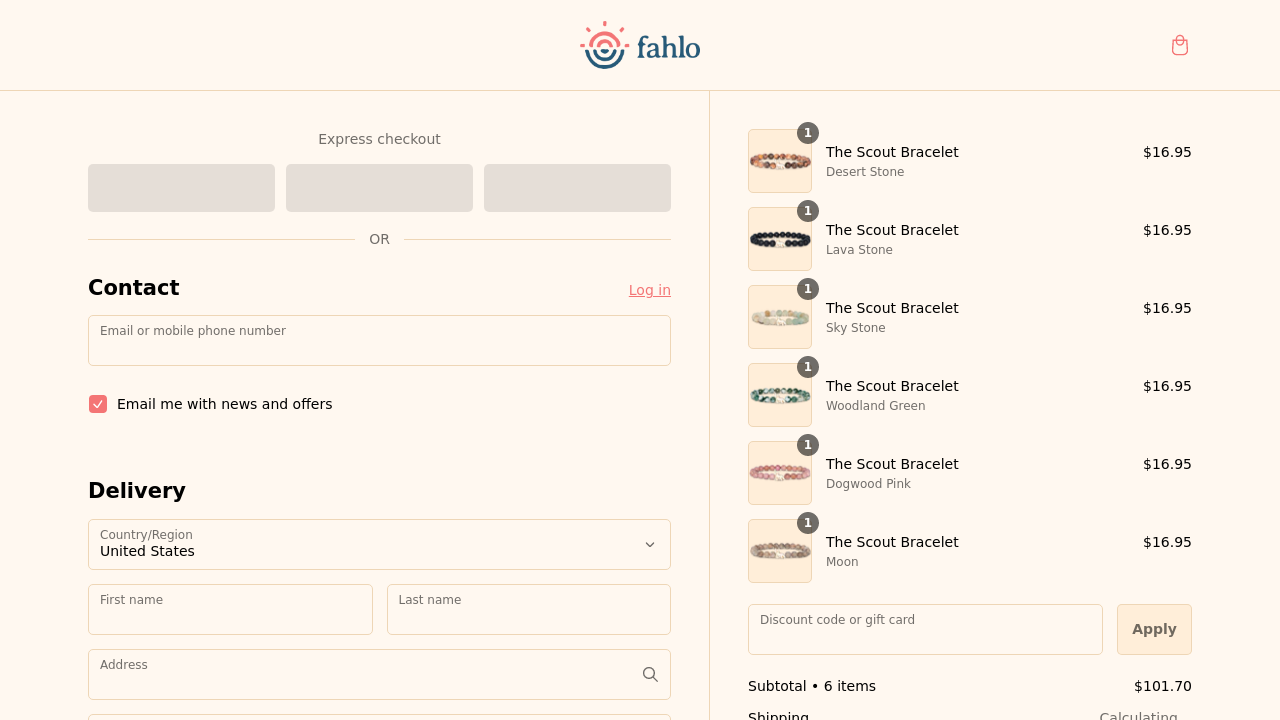 fahlo
Express checkout
OR
Contact
Log in
Email or mobile phone number
Email me with news and offers
Delivery
Country/Region
United States
First name
Last name
Address
1
The Scout Bracelet
$16.95
Desert Stone
1
The Scout Bracelet
$16.95
Lava Stone
1
The Scout Bracelet
$16.95
Sky Stone
1
The Scout Bracelet
$16.95
Woodland Green
1
The Scout Bracelet
$16.95
Dogwood Pink
1
The Scout Bracelet
$16.95
Moon
Discount code or gift card
Apply
Subtotal • 6 items
$101.70
Shipping
Calculating...